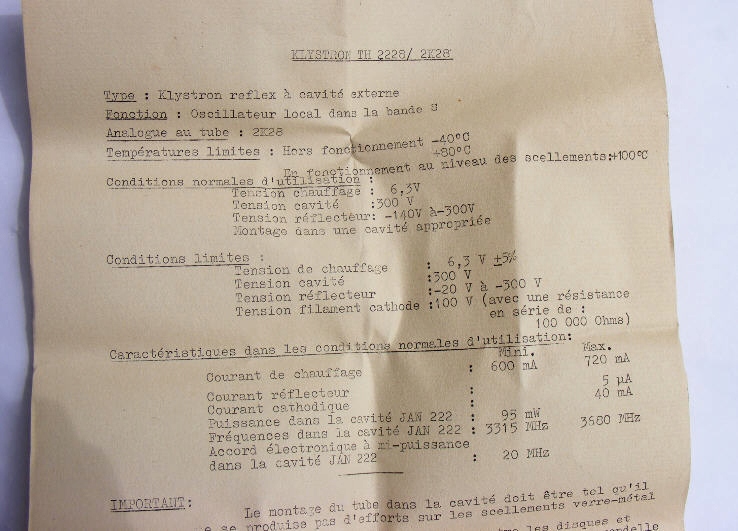 KLYSTRON TH 2228/ 2K28
Type : Klystron reflex à cavité externe
Fonction : Oscillateur local dans la bande S
Analogue au tube : 2K28
Températures limites : Hors fonctionnement -40°C
+80°C
En fonctionnement au niveau des scellements:+100°C
Conditions normales d'utilisation :
Tension chauffage : 6,3V
Tension cavité :300 V
Tension réflecteur: -140V à-300V
Montage dans une cavité appropriée
Conditions limites :
Tension de chauffage : 6,3 V ±5%
Tension cavité :300 V
Tension réflecteur :-20 V à -300 V
Tension filament cathode :100 V (avec une résistance
en série de :
100 000 Ohms)
Caractéristiques dans les conditions normales d'utilisation:
Mini. Max.
Courant de chauffage : 600 mA 720 mA
Courant réflecteur : 5 µA
Courant cathodique : 40 mA
Puissance dans la cavité JAN 222 : 95 mW
Fréquences dans la cavité JAN 222 : 3315 MHz 3680 MHz
Accord électronique à mi-puissance
dans la cavité JAN 222 : 20 MHz
IMPORTANT:
Le montage du tube dans la cavité doit être tel qu'il
se produise pas d'efforts sur les scellements verre-métal
les disques et